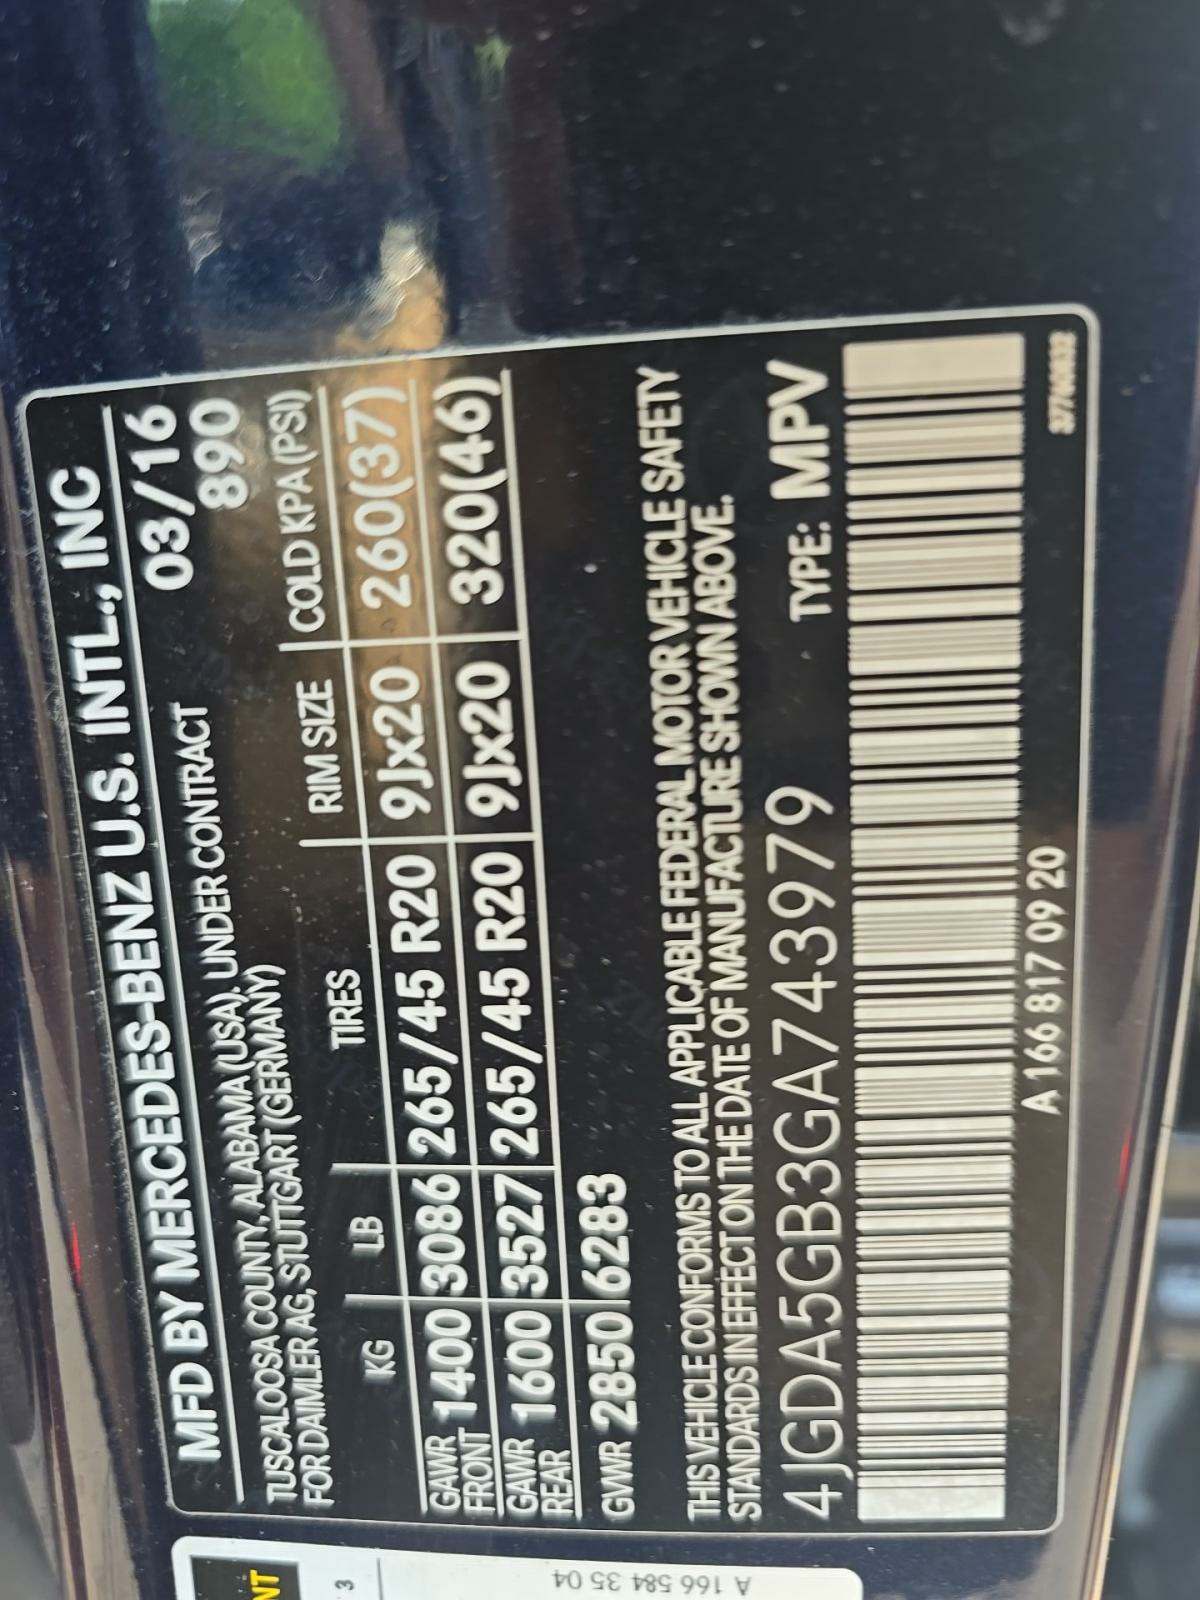 MFD BY MERCEDES-BENZ U.S. INTL., INC
TUSCALOOSA COUNTY, ALABAMA (USA). UNDER CONTRACT 03/16
FOR DAIMLER AG, STUTTGART (GERMANY) 890
KG LB TIRES RIM SIZE COLD KPA (PSI)
GAWR FRONT 1400 3086 265/45 R20 9Jx20 260(37)
GAWR REAR 1600 3527 265/45 R20 9Jx20 320(46)
GVWR 2850 6283
THIS VEHICLE CONFORMS TO ALL APPLICABLE FEDERAL MOTOR VEHICLE SAFETY
STANDARDS IN EFFECT ON THE DATE OF MANUFACTURE SHOWN ABOVE.
4JGDA5GB3GA743979 TYPE: MPV
A 166 817 09 20 37760832
NT
3
A 166 584 35 04